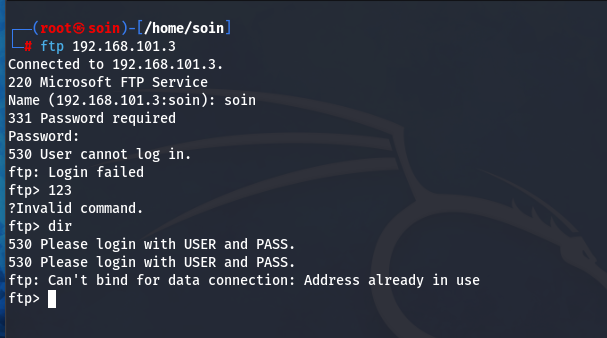 ┌──(root㉿soin)-[/home/soin]
└─# ftp 192.168.101.3
Connected to 192.168.101.3.
220 Microsoft FTP Service
Name (192.168.101.3:soin): soin
331 Password required
Password:
530 User cannot log in.
ftp: Login failed
ftp> 123
?Invalid command.
ftp> dir
530 Please login with USER and PASS.
530 Please login with USER and PASS.
ftp: Can't bind for data connection: Address already in use
ftp>